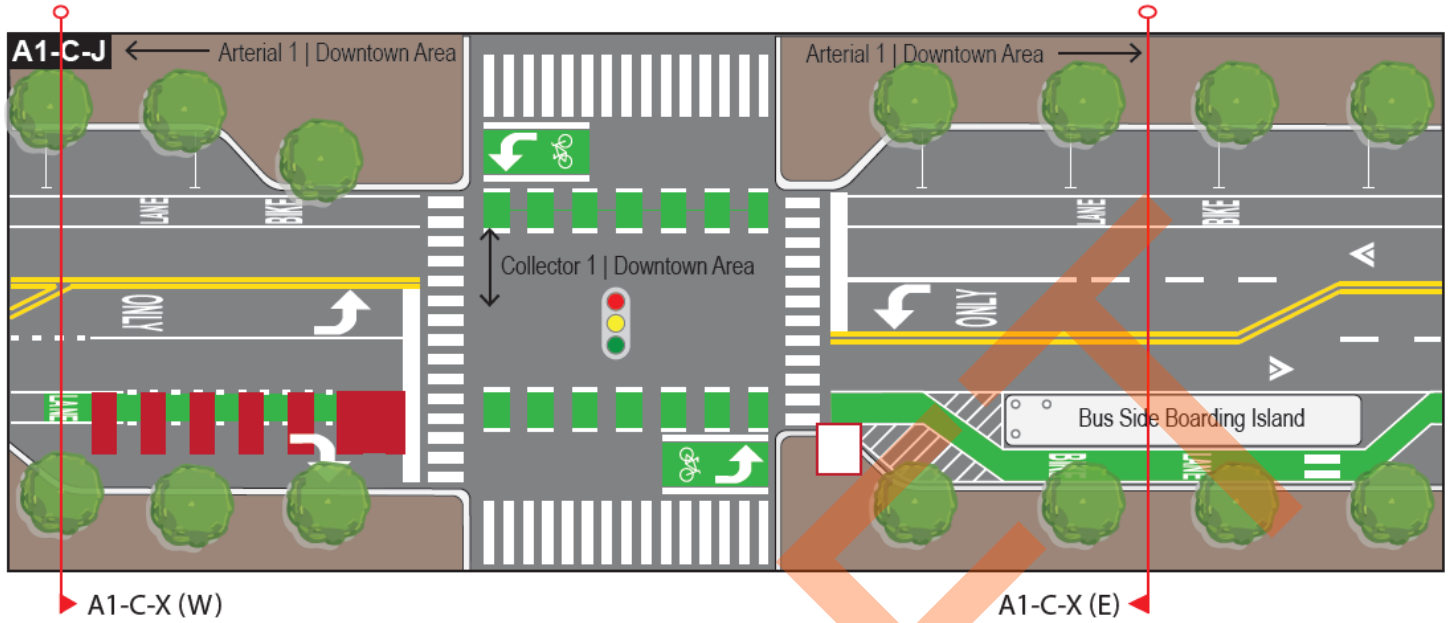 A1-C-J
Arterial 1 | Downtown Area
Arterial 1 | Downtown Area
LANE
BIKE
LANE
BIKE
Collector 1 | Downtown Area
ONLY
ONLY
LANE
Bus Side Boarding Island
BIKE
LANE
A1-C-X (W)
A1-C-X (E)